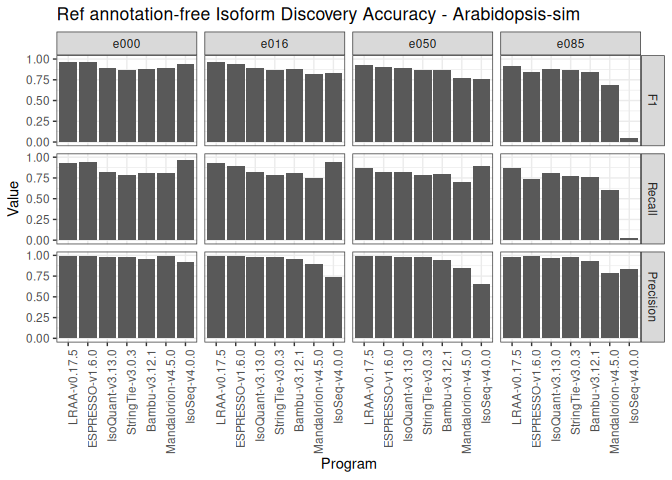 Ref annotation-free Isoform Discovery Accuracy - Arabidopsis-sim
e000 e016 e050 e085
1.00
0.75
0.50
0.25
0.00
F1
1.00
0.75
0.50
0.25
0.00
Recall
1.00
0.75
0.50
0.25
0.00
Precision
Value
LRAA-v0.17.5 ESPRESSO-v1.6.0 IsoQuant-v3.13.0 StringTie-v3.0.3 Bambu-v3.12.1 Mandalorion-v4.5.0 IsoSeq-v4.0.0 LRAA-v0.17.5 ESPRESSO-v1.6.0 IsoQuant-v3.13.0 StringTie-v3.0.3 Bambu-v3.12.1 Mandalorion-v4.5.0 IsoSeq-v4.0.0 LRAA-v0.17.5 ESPRESSO-v1.6.0 IsoQuant-v3.13.0 StringTie-v3.0.3 Bambu-v3.12.1 Mandalorion-v4.5.0 IsoSeq-v4.0.0 LRAA-v0.17.5 ESPRESSO-v1.6.0 IsoQuant-v3.13.0 StringTie-v3.0.3 Bambu-v3.12.1 Mandalorion-v4.5.0 IsoSeq-v4.0.0
Program